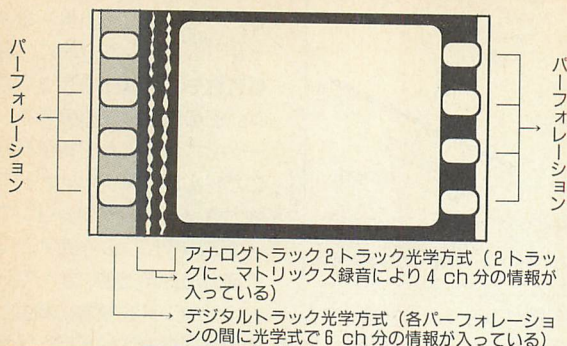 パーフォレーション
パーフォレーション
アナログトラック2トラック光学方式(2トラッ
クに、マトリックス録音により4 ch 分の情報が
入っている)
デジタルトラック光学方式(各パーフォレーショ
ンの間に光学式で6 ch 分の情報が入っている)